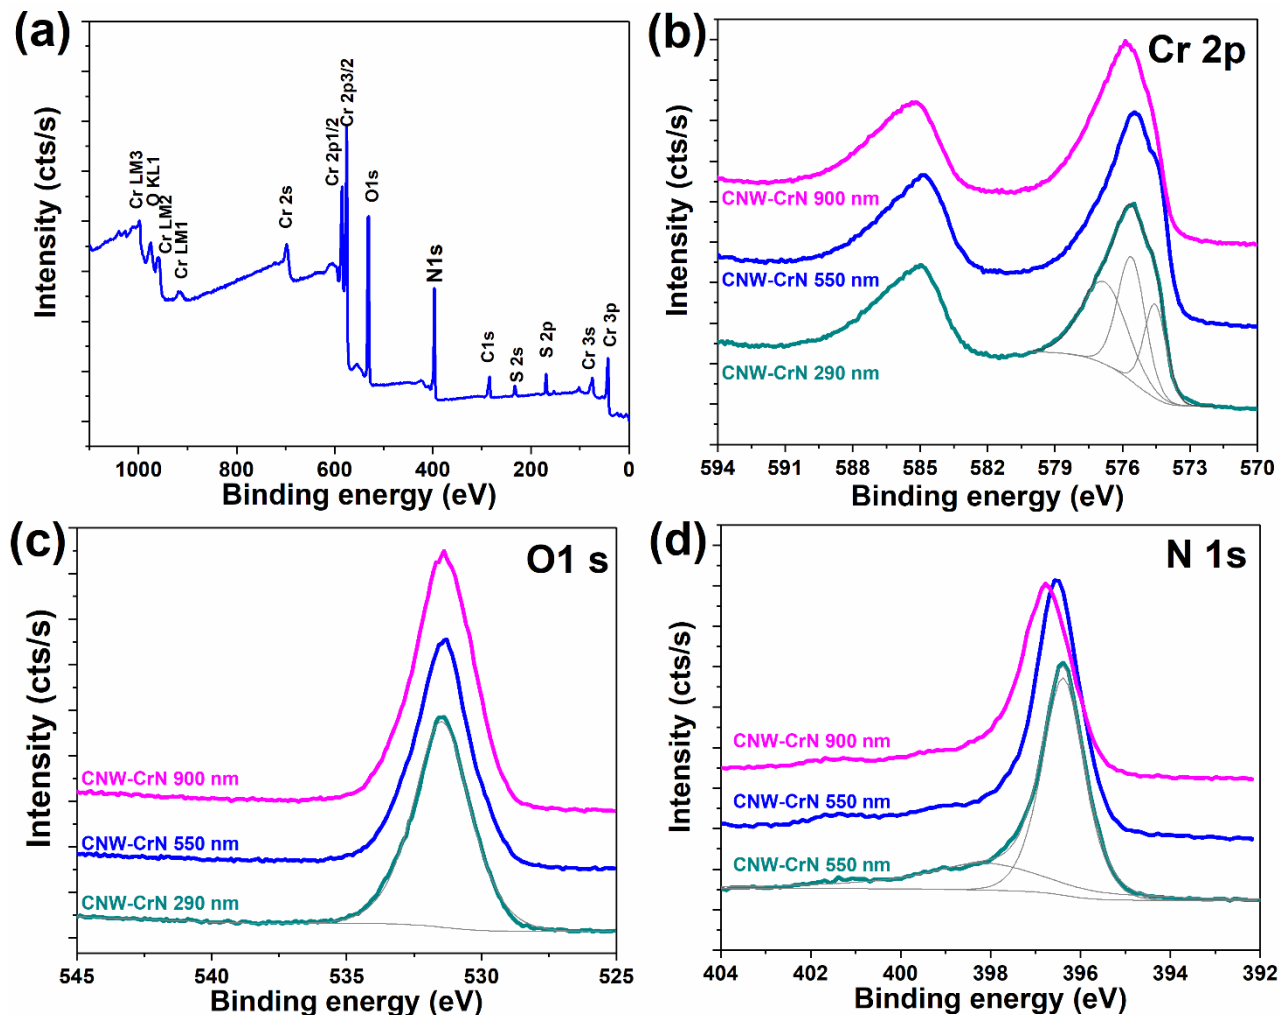 (a)
Intensity (cts/s)
Cr LM3
O KL1
Cr LM2
Cr LM1
Cr 2s
Cr 2p1/2
Cr 2p3/2
O1s
N1s
C1s
S 2s
S 2p
Cr 3s
Cr 3p
1000 800 600 400 200 0
Binding energy (eV)
(b)
Cr 2p
Intensity (cts/s)
CNW-CrN 900 nm
CNW-CrN 550 nm
CNW-CrN 290 nm
594 591 588 585 582 579 576 573 570
Binding energy (eV)
(c)
O1 s
Intensity (cts/s)
CNW-CrN 900 nm
CNW-CrN 550 nm
CNW-CrN 290 nm
545 540 535 530 525
Binding energy (eV)
(d)
N 1s
Intensity (cts/s)
CNW-CrN 900 nm
CNW-CrN 550 nm
CNW-CrN 550 nm
404 402 400 398 396 394 392
Binding energy (eV)